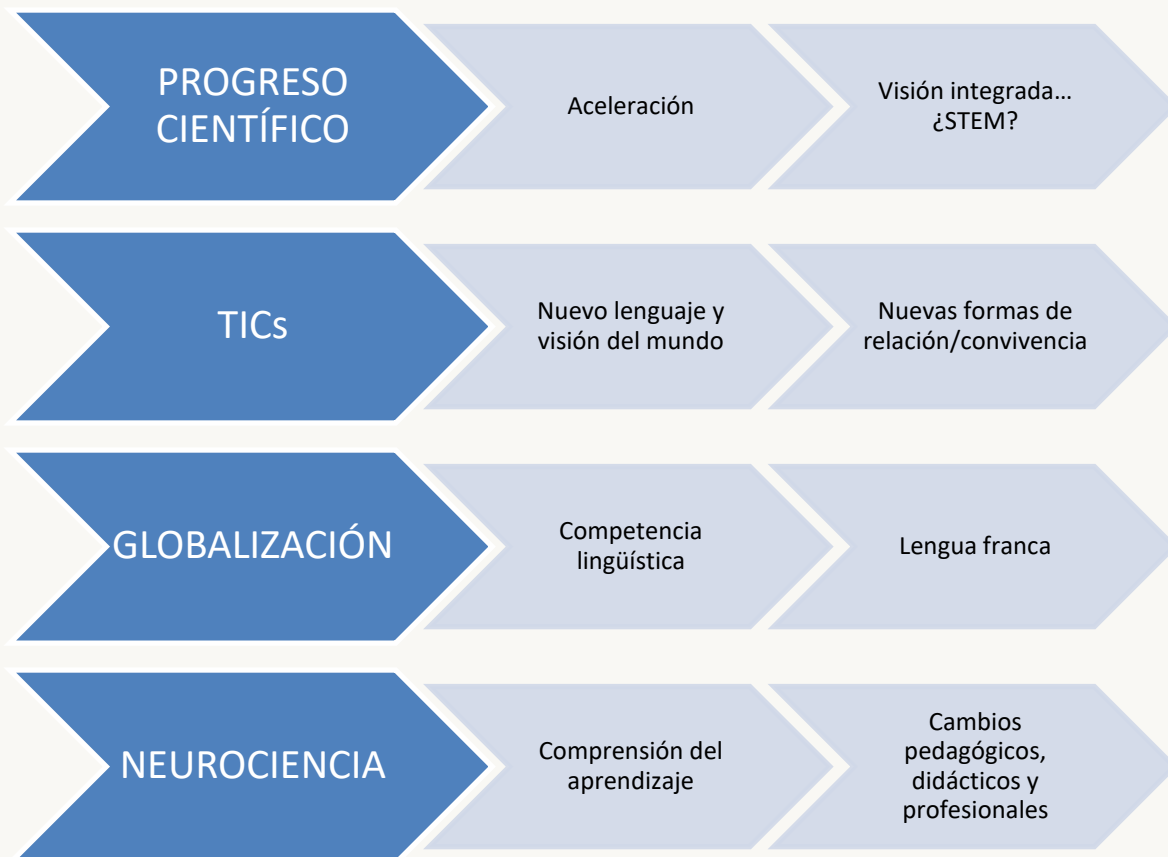 PROGRESO
CIENTÍFICO
Aceleración
Visión integrada...
¿STEM?
TICs
Nuevo lenguaje y
visión del mundo
Nuevas formas de
relación/convivencia
GLOBALIZACIÓN
Competencia
lingüística
Lengua franca
NEUROCIENCIA
Comprensión del
aprendizaje
Cambios
pedagógicos,
didácticos y
profesionales